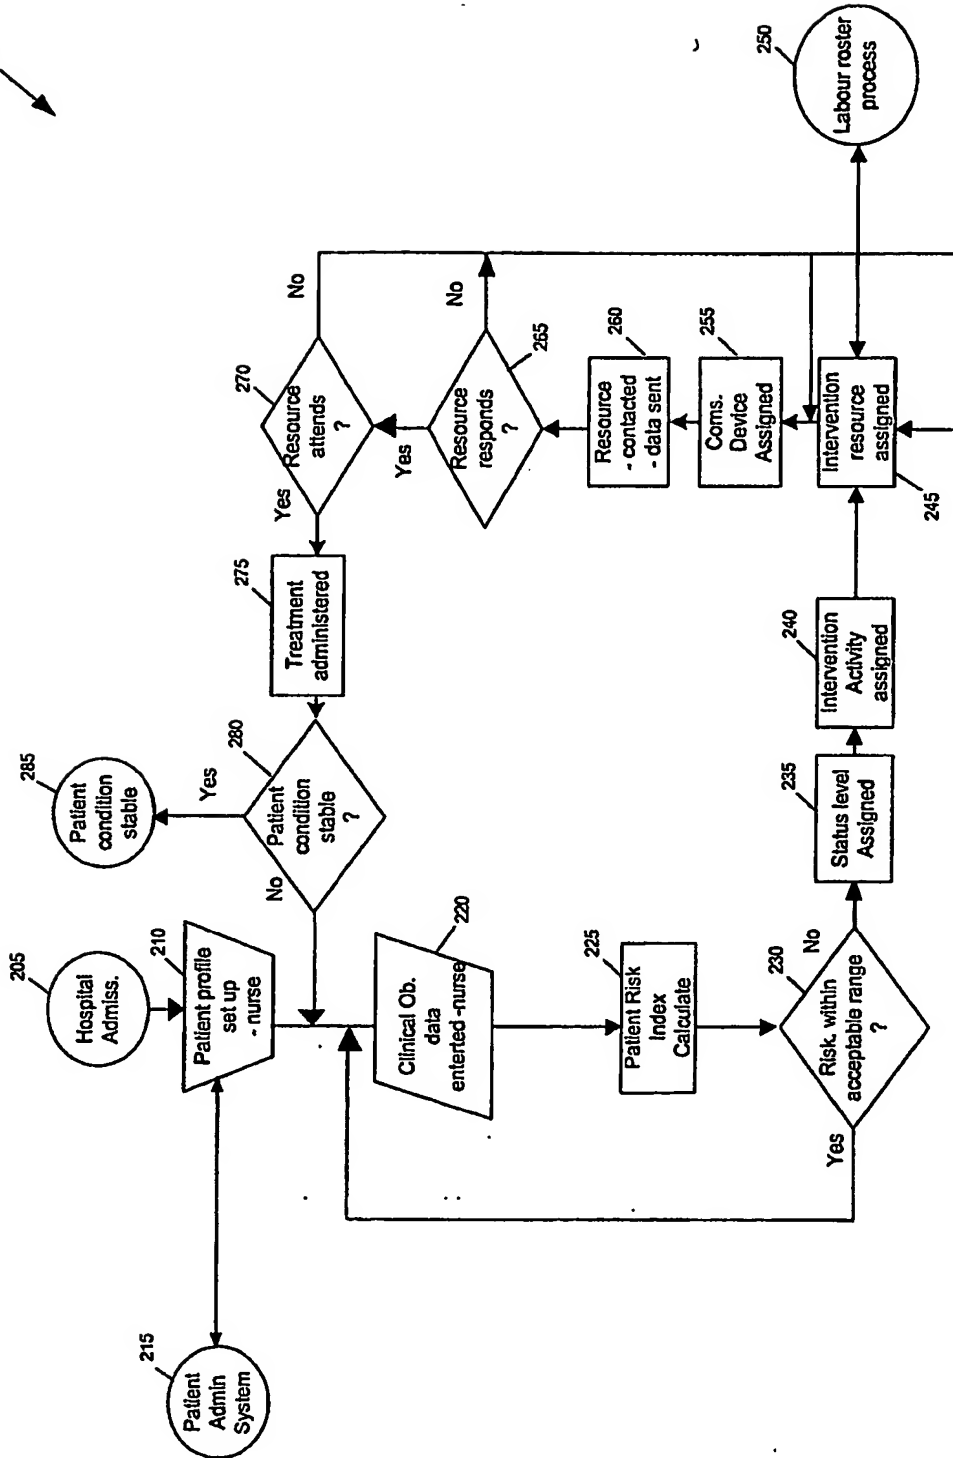 205
Hospital
Admiss.
210
Patient profile
set up
- nurse
215
Patient
Admin
System
220
Clinical Ob.
data
enterted -nurse
225
Patient Risk
Index
Calculate
230
Risk. within
acceptable range
?
Yes
No
235
Status level
Assigned
240
Intervention
Activity
assigned
245
Intervention
resource
assigned
250
Labour roster
process
255
Coms.
Device
Assigned
260
Resource
- contacted
- data sent
265
Resource
responds
?
No
Yes
270
Resource
attends
?
No
Yes
275
Treatment
administered
280
Patient
condition
stable
?
No
Yes
285
Patient
condition
stable